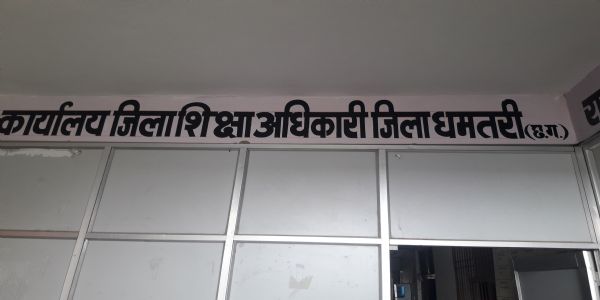 कार्यालय जिला शिक्षा अधिकारी जिला धमतरी (छ.ग.)